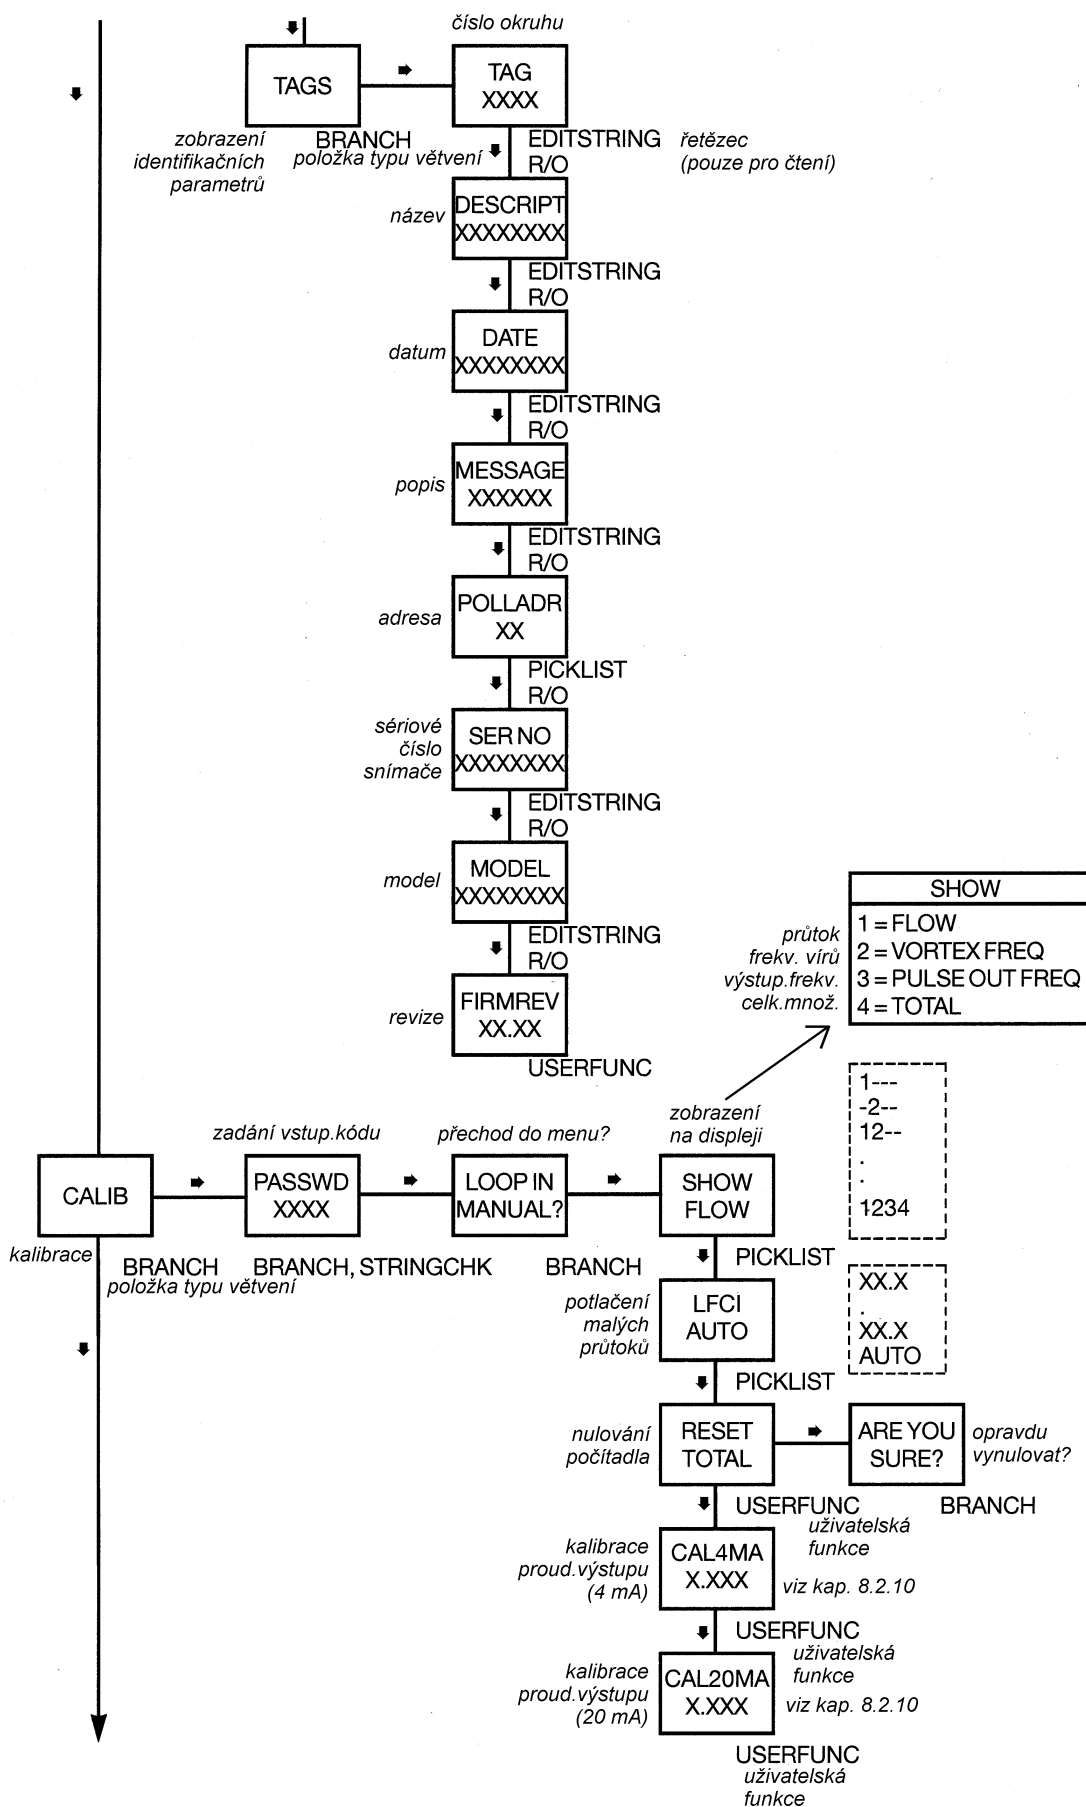 číslo okruhu
TAGS
TAG
XXXX
zobrazení
identifikačních
parametrů
BRANCH
položka typu větvení
EDITSTRING
R/O
řetězec
(pouze pro čtení)
název
DESCRIPT
XXXXXXXX
EDITSTRING
R/O
datum
DATE
XXXXXXXX
EDITSTRING
R/O
popis
MESSAGE
XXXXXX
EDITSTRING
R/O
adresa
POLLADR
XX
PICKLIST
R/O
sériové
číslo
snímače
SER NO
XXXXXXXX
EDITSTRING
R/O
model
MODEL
XXXXXXXX
EDITSTRING
R/O
revize
FIRMREV
XX.XX
USERFUNC
průtok
frekv. vírů
výstup.frekv.
celk.množ.
SHOW
1 = FLOW
2 = VORTEX FREQ
3 = PULSE OUT FREQ
4 = TOTAL
1---
-2--
12--
.
.
1234
zadání vstup.kódu
přechod do menu?
zobrazení
na displeji
CALIB
PASSWD
XXXX
LOOP IN
MANUAL?
SHOW
FLOW
kalibrace
BRANCH
položka typu větvení
BRANCH, STRINGCHK
BRANCH
PICKLIST
potlačení
malých
průtoků
LFCI
AUTO
XX.X
.
XX.X
AUTO
PICKLIST
nulování
počítadla
RESET
TOTAL
ARE YOU
SURE?
opravdu
vynulovat?
USERFUNC
uživatelská
funkce
BRANCH
kalibrace
proud.výstupu
(4 mA)
CAL4MA
X.XXX
viz kap. 8.2.10
USERFUNC
uživatelská
funkce
kalibrace
proud.výstupu
(20 mA)
CAL20MA
X.XXX
viz kap. 8.2.10
USERFUNC
uživatelská
funkce